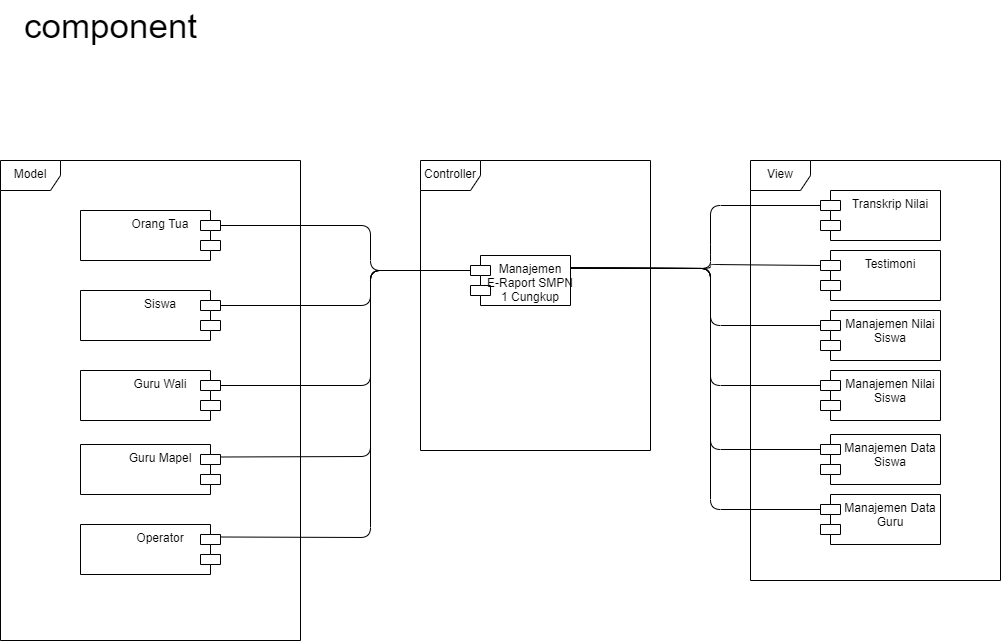 component
Model
Orang Tua
Siswa
Guru Wali
Guru Mapel
Operator
Controller
Manajemen
E-Raport SMPN
1 Cungkup
View
Transkrip Nilai
Testimoni
Manajemen Nilai
Siswa
Manajemen Nilai
Siswa
Manajemen Data
Siswa
Manajemen Data
Guru